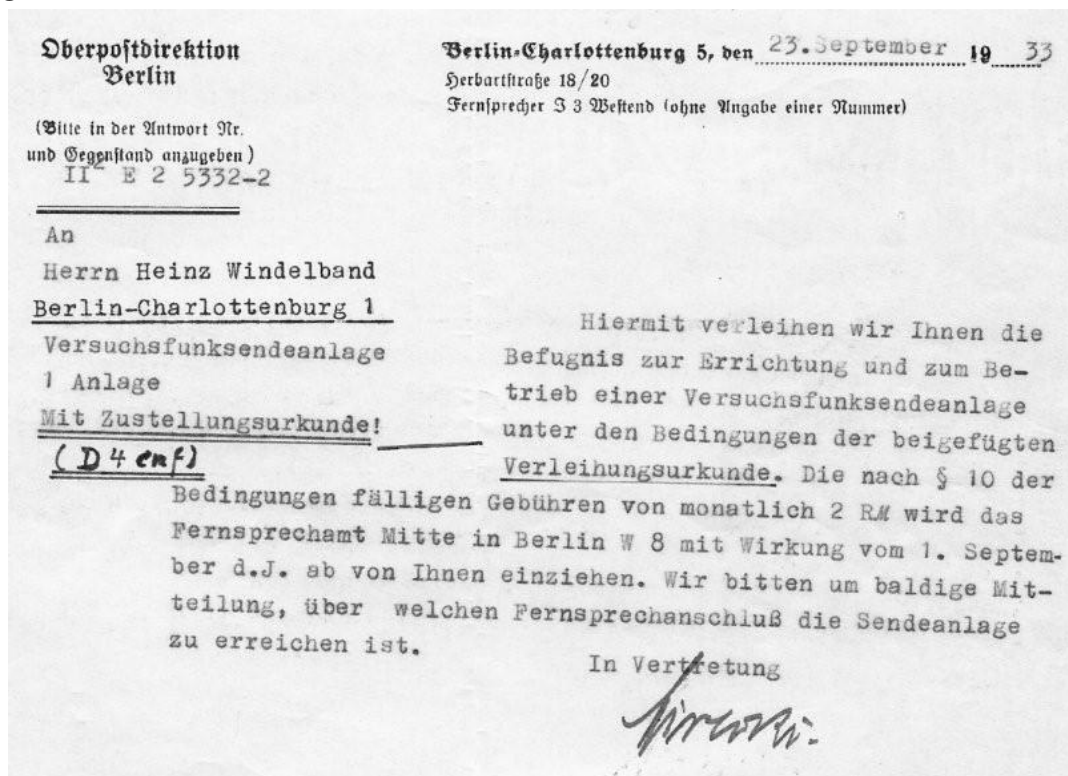 Oberpostdirektion
Berlin
Berlin-Charlottenburg 5, den 23.September 19 33
Herbartstraße 18/20
Fernsprecher J 3 Westend (ohne Angabe einer Nummer)
(Bitte in der Antwort Nr.
und Gegenstand anzugeben)
II E 2 5332-2
An
Herrn Heinz Windelband
Berlin-Charlottenburg 1
Versuchsfunksendeanlage
1 Anlage
Mit Zustellungsurkunde!
(D4enf)
Hiermit verleihen wir Ihnen die
Befugnis zur Errichtung und zum Be-
trieb einer Versuchsfunksendeanlage
unter den Bedingungen der beigefügten
Verleihungsurkunde. Die nach § 10 der
Bedingungen fälligen Gebühren von monatlich 2 RM wird das
Fernsprechamt Mitte in Berlin W 8 mit Wirkung vom 1. Septem-
ber d.J. ab von Ihnen einziehen. Wir bitten um baldige Mit-
teilung, über welchen Fernsprechanschluß die Sendeanlage
zu erreichen ist.
In Vertretung